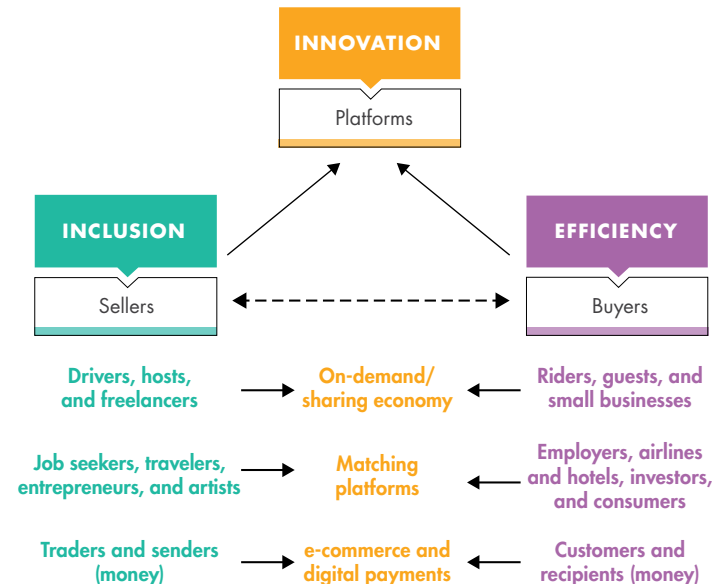 INNOVATION
Platforms
INCLUSION
EFFICIENCY
Sellers
Buyers
Drivers, hosts,
and freelancers
On-demand/
sharing economy
Riders, guests, and
small businesses
Job seekers, travelers,
entrepreneurs, and artists
Matching
platforms
Employers, airlines
and hotels, investors,
and consumers
Traders and senders
(money)
e-commerce and
digital payments
Customers and
recipients (money)